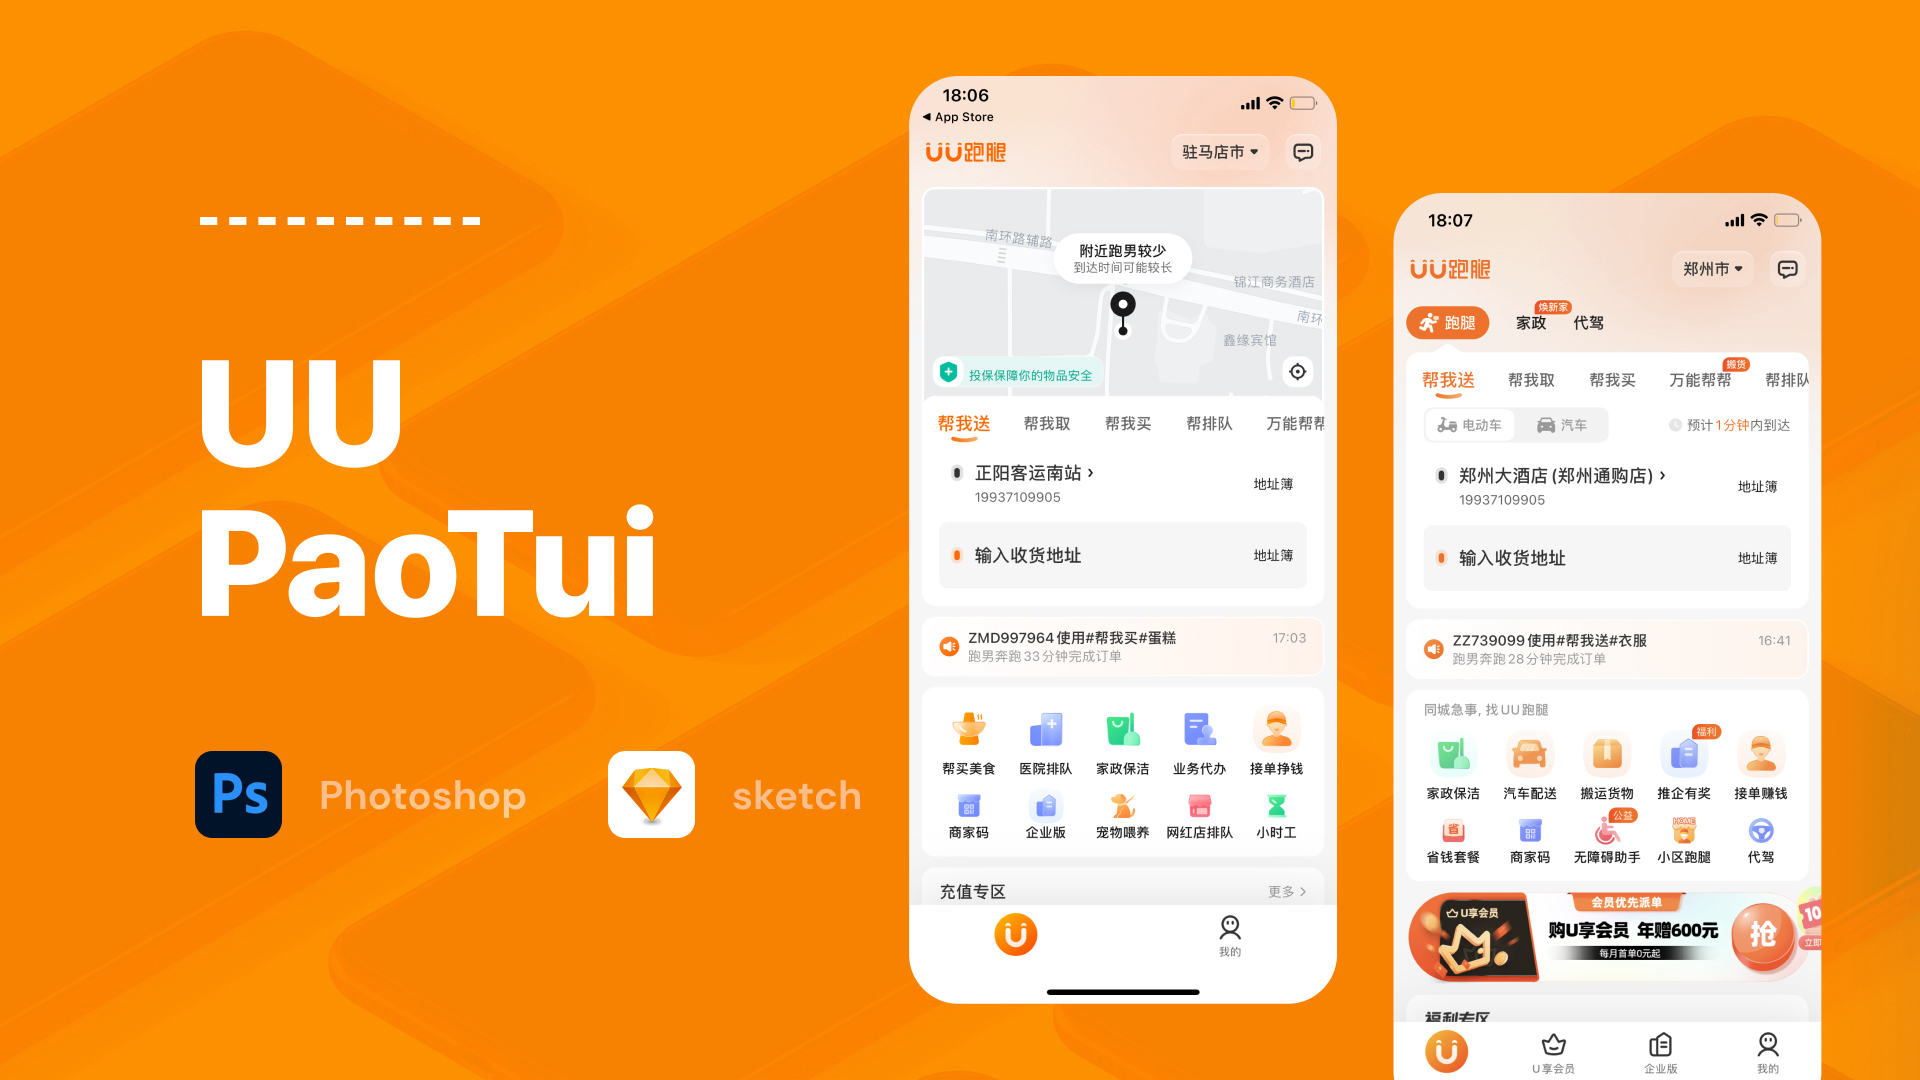 UU
PaoTui
Ps
Photoshop
sketch
18:06
App Store
UU跑腿
驻马店市
南环路辅路
附近跑男较少
到达时间可能较长
锦江商务酒店
南环
鑫缘宾馆
投保保障你的物品安全
帮我送
帮我取
帮我买
帮排队
万能帮帮
正阳客运南站
19937109905
地址簿
输入收货地址
地址簿
ZMD997964使用#帮我买#蛋糕
17:03
跑男奔跑33分钟完成订单
帮买美食
医院排队
家政保洁
业务代办
接单挣钱
商家码
企业版
宠物喂养
网红店排队
小时工
充值专区
更多
我的
18:07
UU跑腿
郑州市
跑腿
家政
焕新家
代驾
帮我送
帮我取
帮我买
万能帮帮
搬货
帮排队
电动车
汽车
预计1分钟内到达
郑州大酒店(郑州通购店)
19937109905
地址簿
输入收货地址
地址簿
ZZ739099使用#帮我送#衣服
16:41
跑男奔跑28分钟完成订单
同城急事, 找UU跑腿
福利
家政保洁
汽车配送
搬运货物
推企有奖
接单赚钱
公益
省
HOME
省钱套餐
商家码
无障碍助手
小区跑腿
代驾
U享会员
会员优先派单
购U享会员 年赠600元
每月首单0元起
抢
10
立即
福利专区
U享会员
企业版
我的